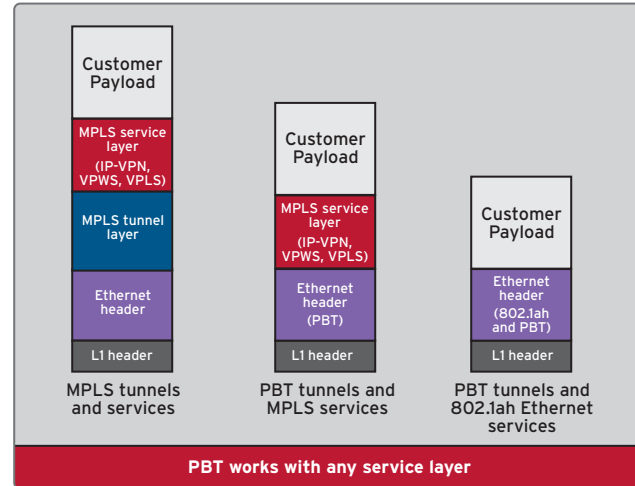 Customer
Payload
MPLS service
layer
(IP-VPN,
VPWS, VPLS)
MPLS tunnel
layer
Ethernet
header
L1 header
MPLS tunnels
and services
Customer
Payload
MPLS service
layer
(IP-VPN,
VPWS, VPLS)
Ethernet
header
(PBT)
L1 header
PBT tunnels and
MPLS services
Customer
Payload
Ethernet
header
(802.1ah
and PBT)
L1 header
PBT tunnels and
802.1ah Ethernet
services
PBT works with any service layer